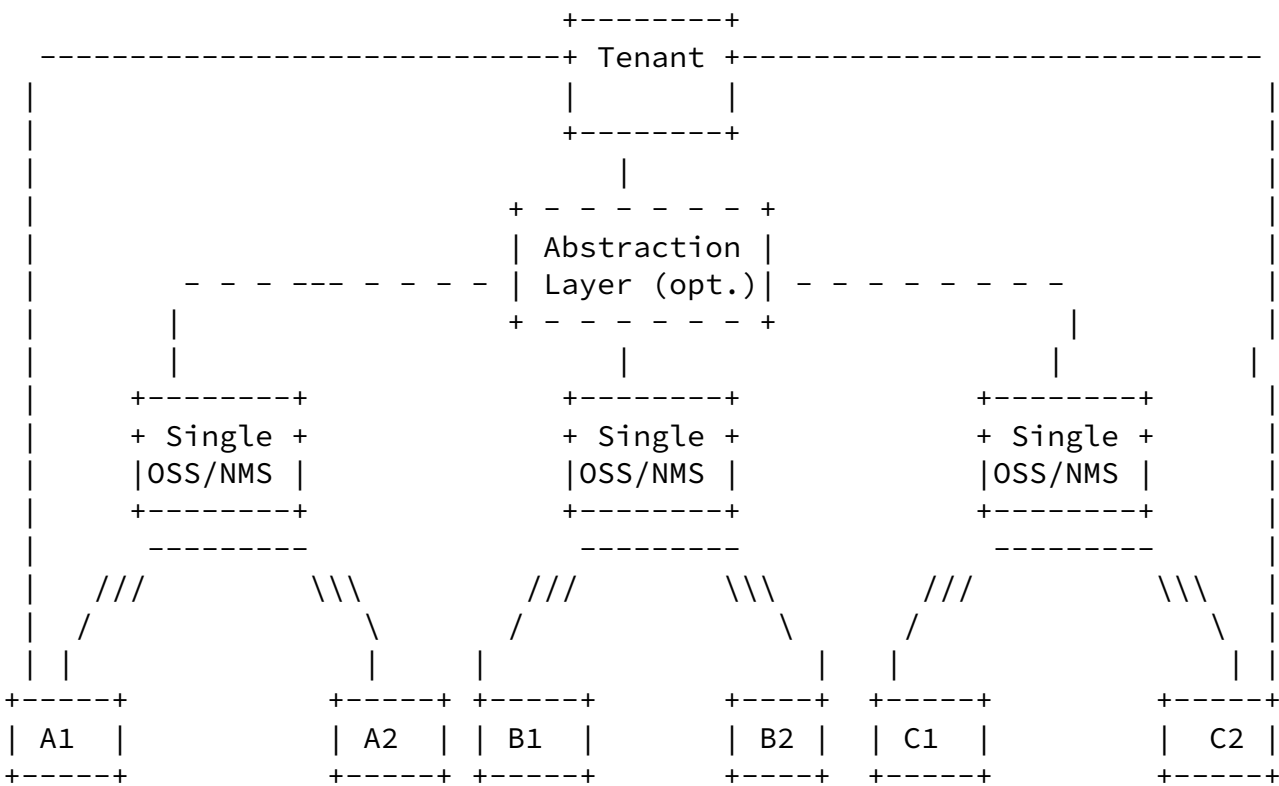 Tenant
Abstraction
Layer (opt.)
Single Single Single
OSS/NMS OSS/NMS OSS/NMS
A1 A2 B1 B2 C1 C2